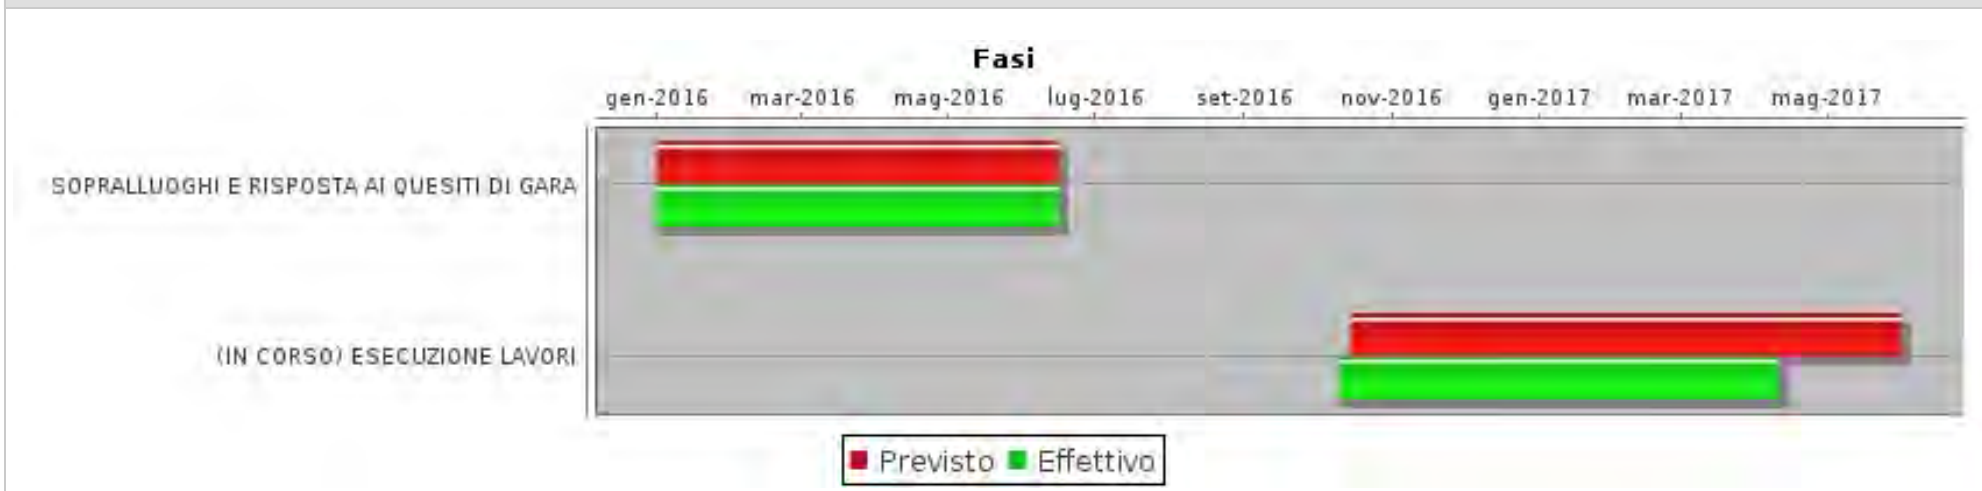 Fasi
gen-2016 mar-2016 mag-2016 lug-2016 set-2016 nov-2016 gen-2017 mar-2017 mag-2017
SOPRALLUOGHI E RISPOSTA AI QUESITI DI GARA
(IN CORSO) ESECUZIONE LAVORI
Previsto Effettivo